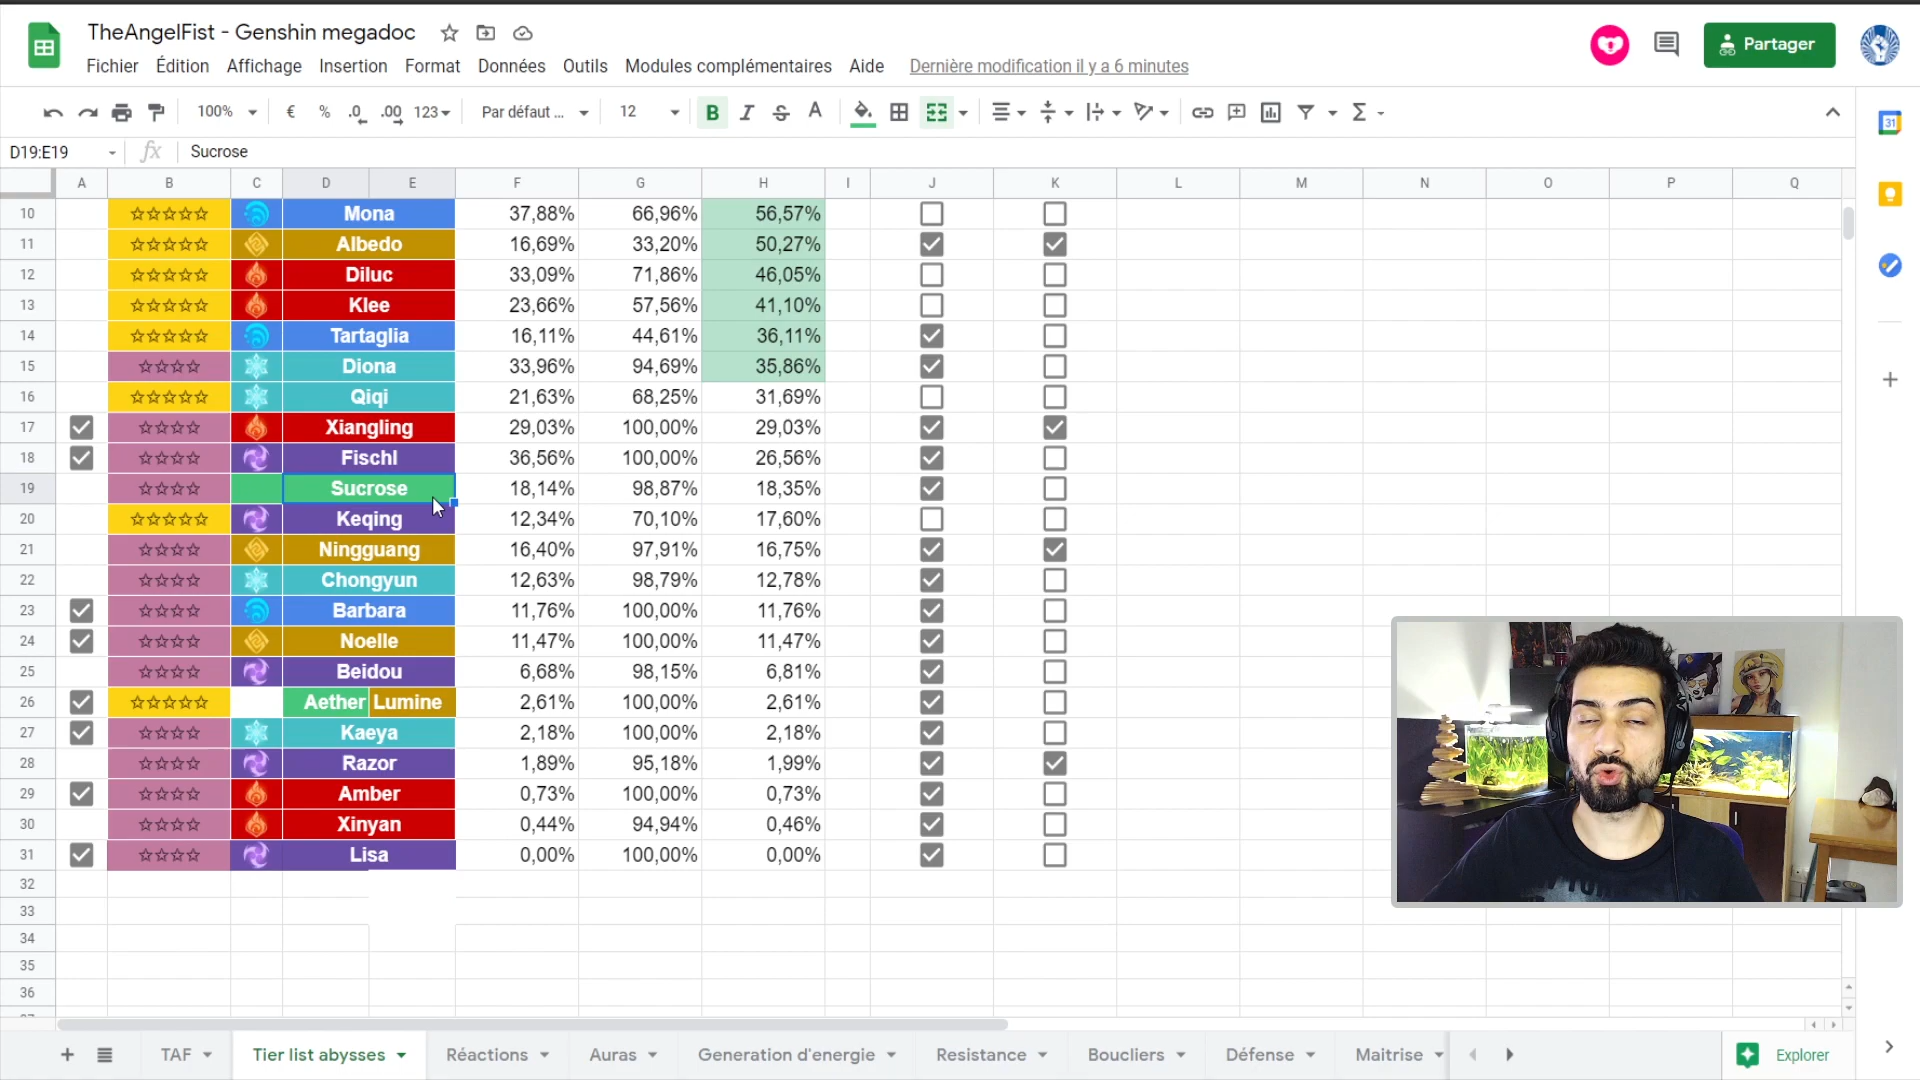 TheAngelFist - Genshin megadoc
Partager
Fichier Édition Affichage Insertion Format Données Outils Modules complémentaires Aide Dernière modification il y a 6 minutes
100% € % .0 .00 123 Par défaut ... 12 B I S A Σ
31
D19:E19 fx Sucrose
A B C D E F G H I J K L M N O P Q
10 ☆☆☆☆☆ Mona 37,88% 66,96% 56,57%
11 ☆☆☆☆☆ Albedo 16,69% 33,20% 50,27%
12 ☆☆☆☆☆ Diluc 33,09% 71,86% 46,05%
13 ☆☆☆☆☆ Klee 23,66% 57,56% 41,10%
14 ☆☆☆☆☆ Tartaglia 16,11% 44,61% 36,11%
15 ☆☆☆☆ Diona 33,96% 94,69% 35,86%
16 ☆☆☆☆☆ Qiqi 21,63% 68,25% 31,69%
17 ☆☆☆☆ Xiangling 29,03% 100,00% 29,03%
18 ☆☆☆☆ Fischl 36,56% 100,00% 26,56%
19 ☆☆☆☆ Sucrose 18,14% 98,87% 18,35%
20 ☆☆☆☆☆ Keqing 12,34% 70,10% 17,60%
21 ☆☆☆☆ Ningguang 16,40% 97,91% 16,75%
22 ☆☆☆☆ Chongyun 12,63% 98,79% 12,78%
23 ☆☆☆☆ Barbara 11,76% 100,00% 11,76%
24 ☆☆☆☆ Noelle 11,47% 100,00% 11,47%
25 ☆☆☆☆ Beidou 6,68% 98,15% 6,81%
26 ☆☆☆☆☆ Aether Lumine 2,61% 100,00% 2,61%
27 ☆☆☆☆ Kaeya 2,18% 100,00% 2,18%
28 ☆☆☆☆ Razor 1,89% 95,18% 1,99%
29 ☆☆☆☆ Amber 0,73% 100,00% 0,73%
30 ☆☆☆☆ Xinyan 0,44% 94,94% 0,46%
31 ☆☆☆☆ Lisa 0,00% 100,00% 0,00%
32
33
34
35
36
TAF Tier list abysses Réactions Auras Generation d'energie Resistance Boucliers Défense Maitrise Explorer